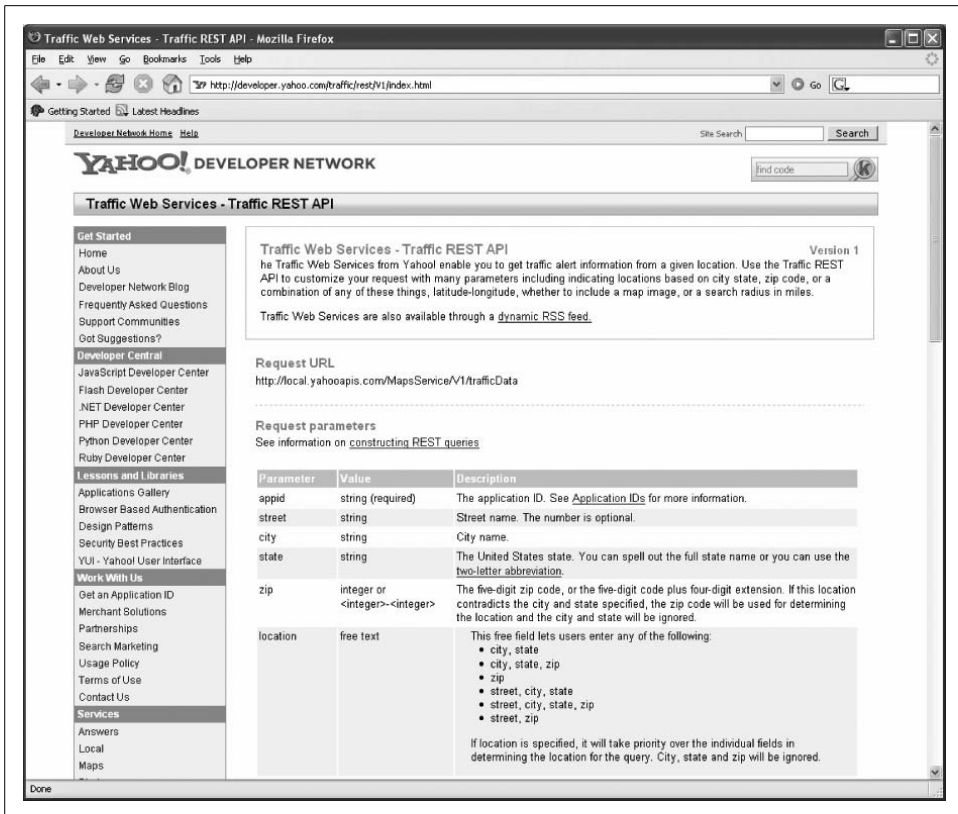 Traffic Web Services - Traffic REST API - Mozilla Firefox
File Edit View Go Bookmarks Tools Help
http://developer.yahoo.com/traffic/rest/V1/index.html
Go
Getting Started Latest Headlines
Developer Network Home Help
Site Search
Search
YAHOO! DEVELOPER NETWORK
find code
Traffic Web Services - Traffic REST API
Get Started
Home
About Us
Developer Network Blog
Frequently Asked Questions
Support Communities
Got Suggestions?
Developer Central
JavaScript Developer Center
Flash Developer Center
.NET Developer Center
PHP Developer Center
Python Developer Center
Ruby Developer Center
Lessons and Libraries
Applications Gallery
Browser Based Authentication
Design Patterns
Security Best Practices
YUI - Yahoo! User Interface
Work With Us
Get an Application ID
Merchant Solutions
Partnerships
Search Marketing
Usage Policy
Terms of Use
Contact Us
Services
Answers
Local
Maps
Traffic Web Services - Traffic REST API
Version 1
he Traffic Web Services from Yahoo! enable you to get traffic alert information from a given location. Use the Traffic REST
API to customize your request with many parameters including indicating locations based on city state, zip code, or a
combination of any of these things, latitude-longitude, whether to include a map image, or a search radius in miles.
Traffic Web Services are also available through a dynamic RSS feed.
Request URL
http://local.yahooapis.com/MapsService/V1/trafficData
Request parameters
See information on constructing REST queries
Parameter Value Description
appid string (required) The application ID. See Application IDs for more information.
street string Street name. The number is optional.
city string City name.
state string The United States state. You can spell out the full state name or you can use the
two-letter abbreviation.
zip integer or The five-digit zip code, or the five-digit code plus four-digit extension. If this location
<integer>-<integer> contradicts the city and state specified, the zip code will be used for determining
the location and the city and state will be ignored.
location free text This free field lets users enter any of the following:
• city, state
• city, state, zip
• zip
• street, city, state
• street, city, state, zip
• street, zip
If location is specified, it will take priority over the individual fields in
determining the location for the query. City, state and zip will be ignored.
Done